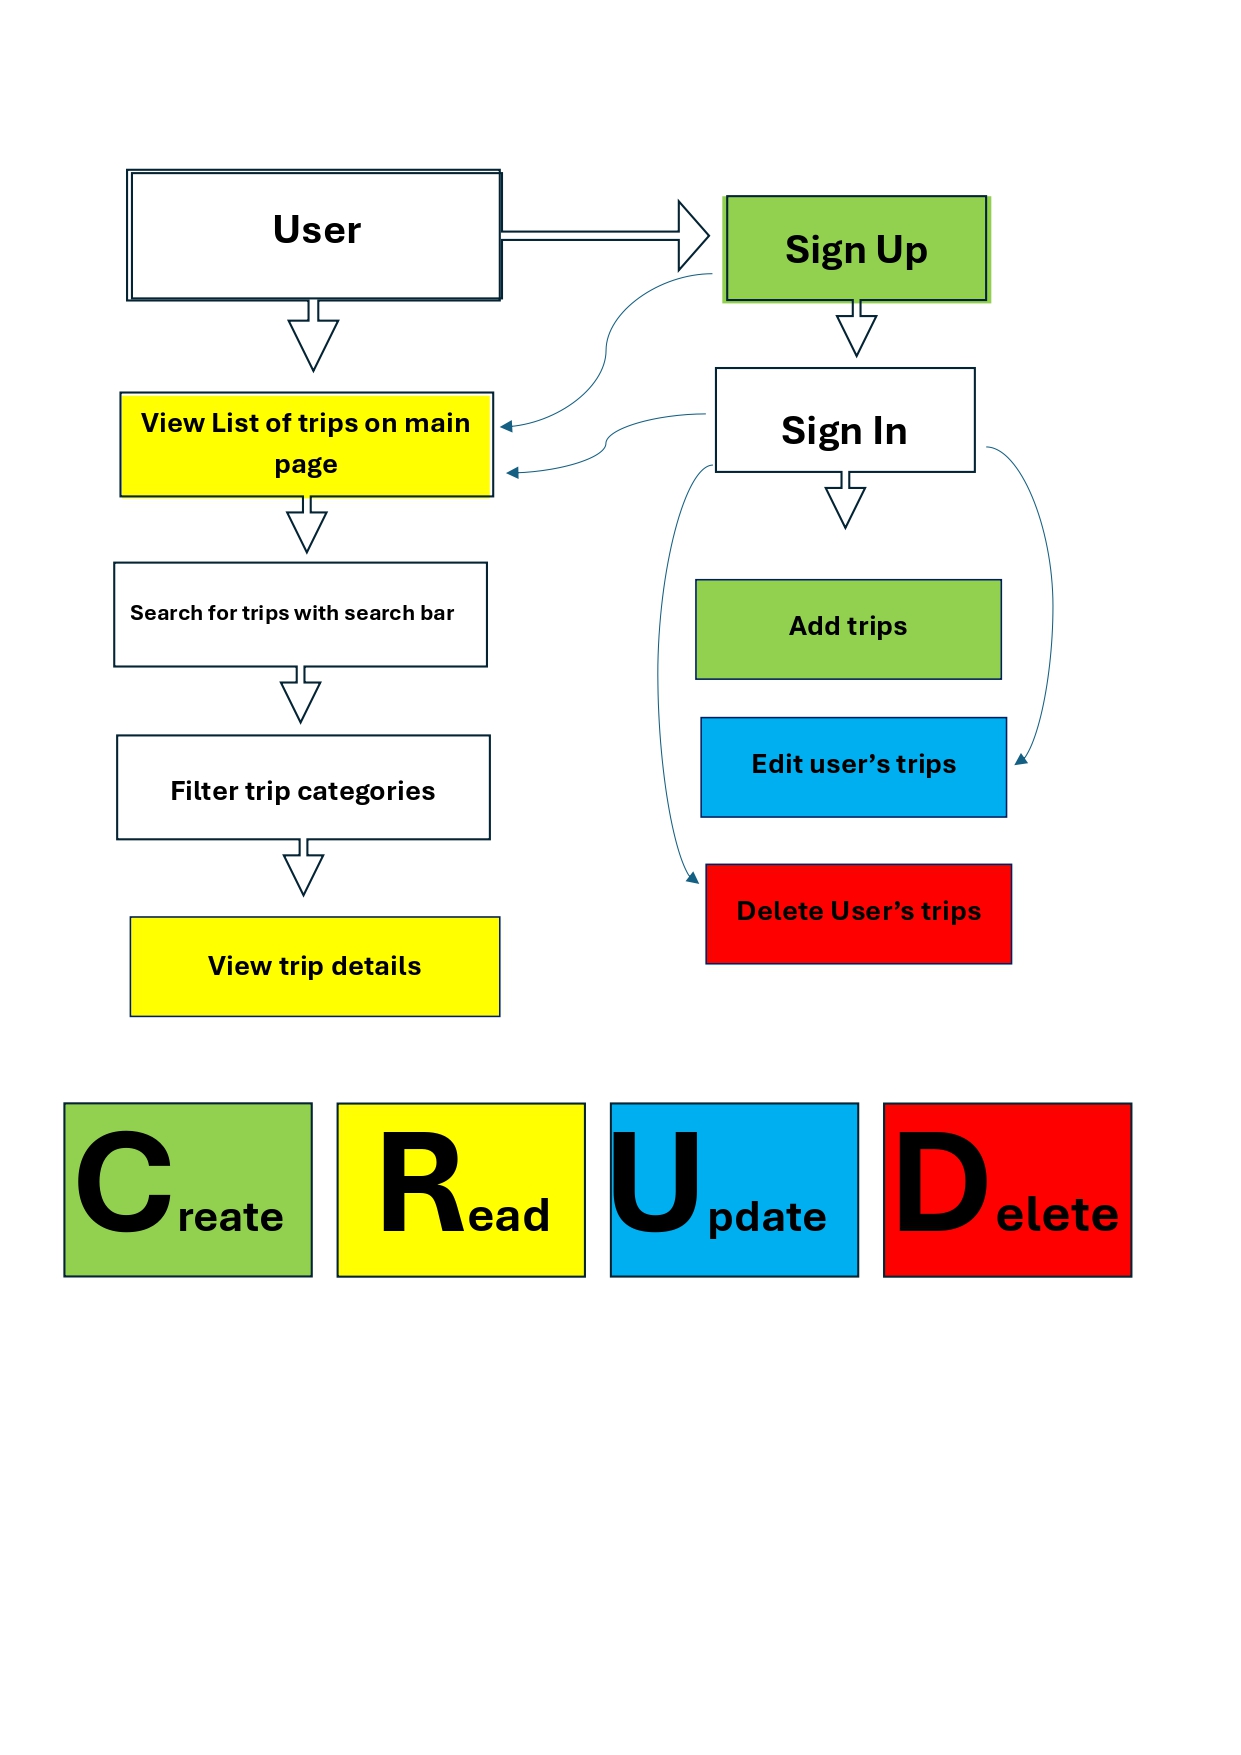 User
Sign Up
View List of trips on main
page
Sign In
Search for trips with search bar
Add trips
Filter trip categories
Edit user’s trips
View trip details
Delete User’s trips
Create
Read
Update
Delete